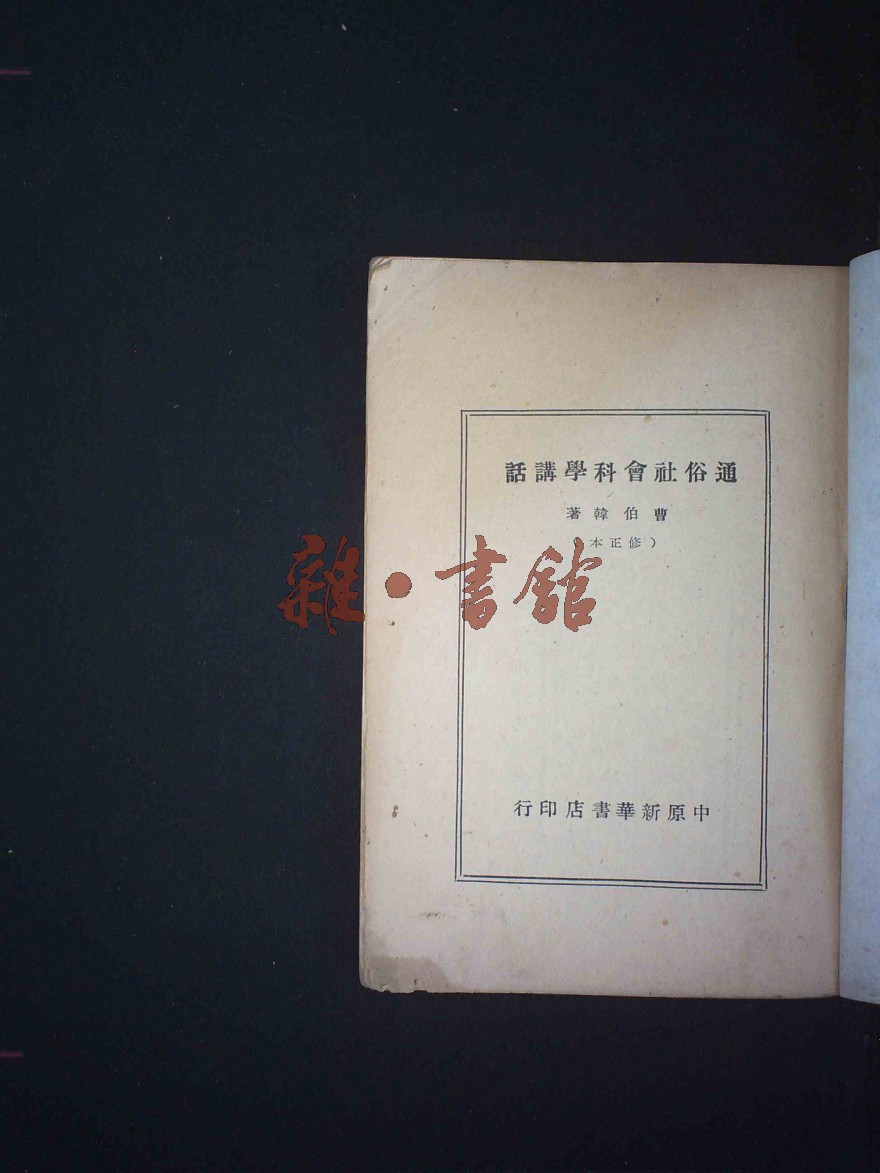 通俗社會科學講話
曹伯韓著
（修正本）
雜·書館
中原新華書店印行